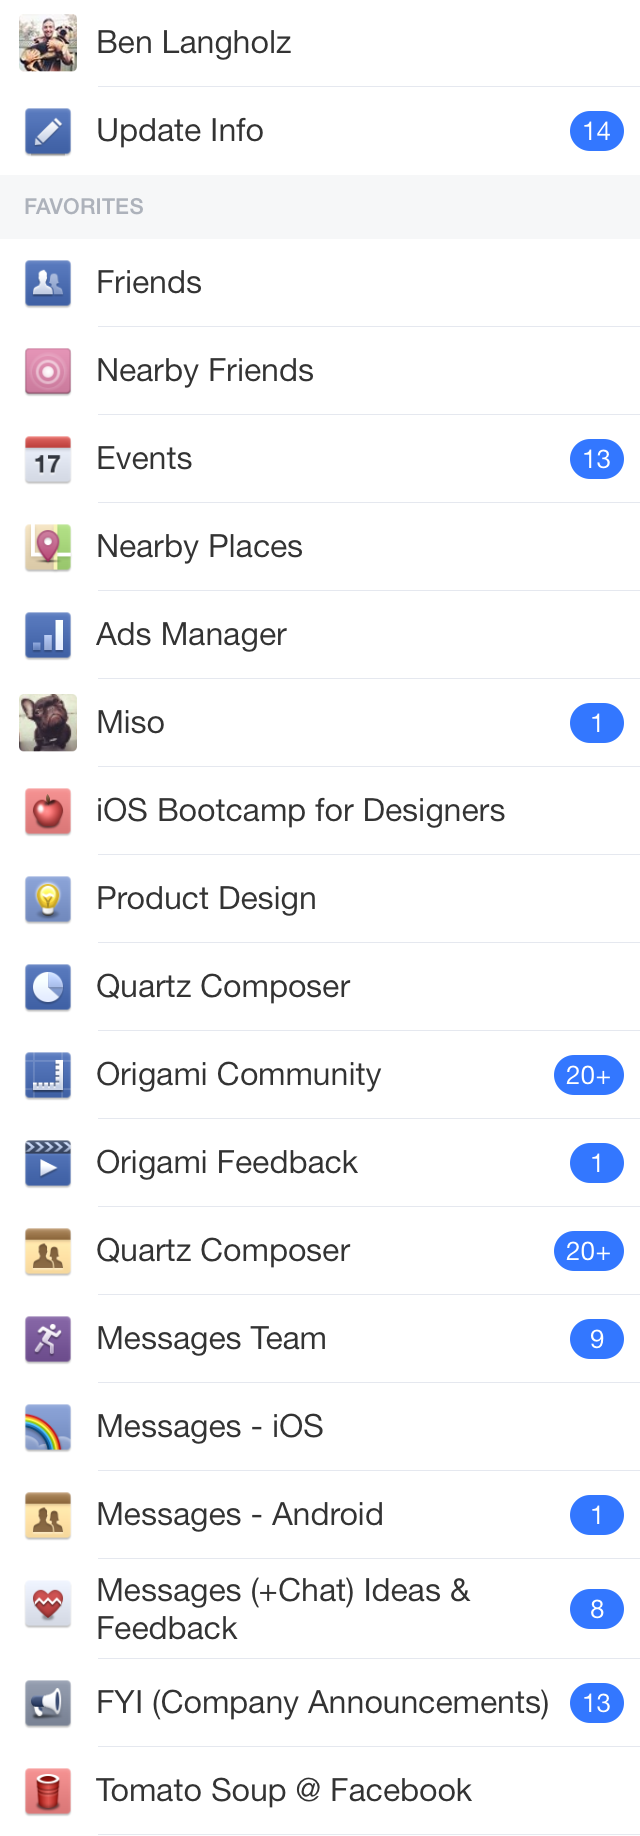 Ben Langholz
Update Info 14
FAVORITES
Friends
Nearby Friends
17 Events 13
Nearby Places
Ads Manager
Miso 1
iOS Bootcamp for Designers
Product Design
Quartz Composer
Origami Community 20+
Origami Feedback 1
Quartz Composer 20+
Messages Team 9
Messages - iOS
Messages - Android 1
Messages (+Chat) Ideas &
Feedback 8
FYI (Company Announcements) 13
Tomato Soup @ Facebook